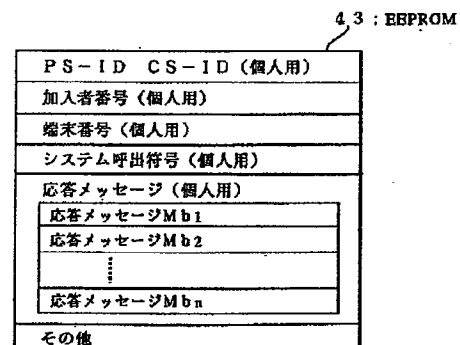 43:EEPROM
PS-ID CS-ID(個人用)
加入者番号(個人用)
端末番号(個人用)
システム呼出符号(個人用)
応答メッセージ(個人用)
応答メッセージMb1
応答メッセージMb2
応答メッセージMbn
その他